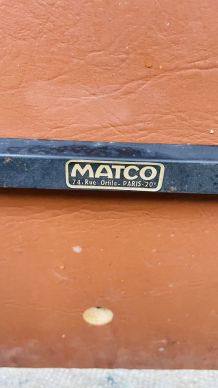 MATCO
74, Rue Orfila - PARIS-20e